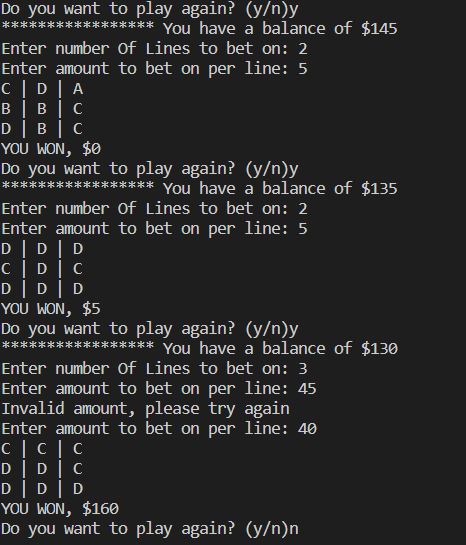 Do you want to play again? (y/n)y
***************** You have a balance of $145
Enter number Of Lines to bet on: 2
Enter amount to bet on per line: 5
C | D | A
B | B | C
D | B | C
YOU WON, $0
Do you want to play again? (y/n)y
***************** You have a balance of $135
Enter number Of Lines to bet on: 2
Enter amount to bet on per line: 5
D | D | D
C | D | C
D | D | D
YOU WON, $5
Do you want to play again? (y/n)y
***************** You have a balance of $130
Enter number Of Lines to bet on: 3
Enter amount to bet on per line: 45
Invalid amount, please try again
Enter amount to bet on per line: 40
C | C | C
D | D | C
D | D | D
YOU WON, $160
Do you want to play again? (y/n)n